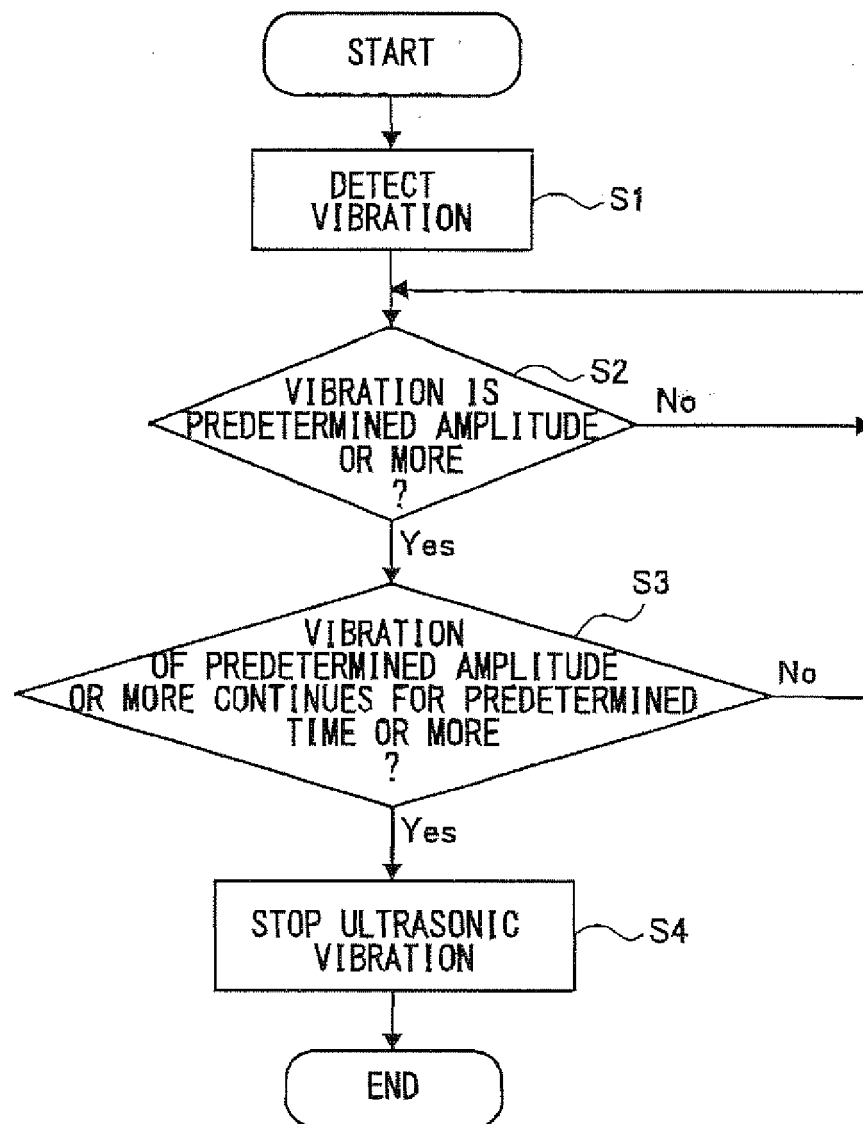 START
DETECT
VIBRATION
S1
S2
VIBRATION IS
PREDETERMINED AMPLITUDE
OR MORE
?
No
Yes
S3
VIBRATION
OF PREDETERMINED AMPLITUDE
OR MORE CONTINUES FOR PREDETERMINED
TIME OR MORE
?
No
Yes
STOP ULTRASONIC
VIBRATION
S4
END